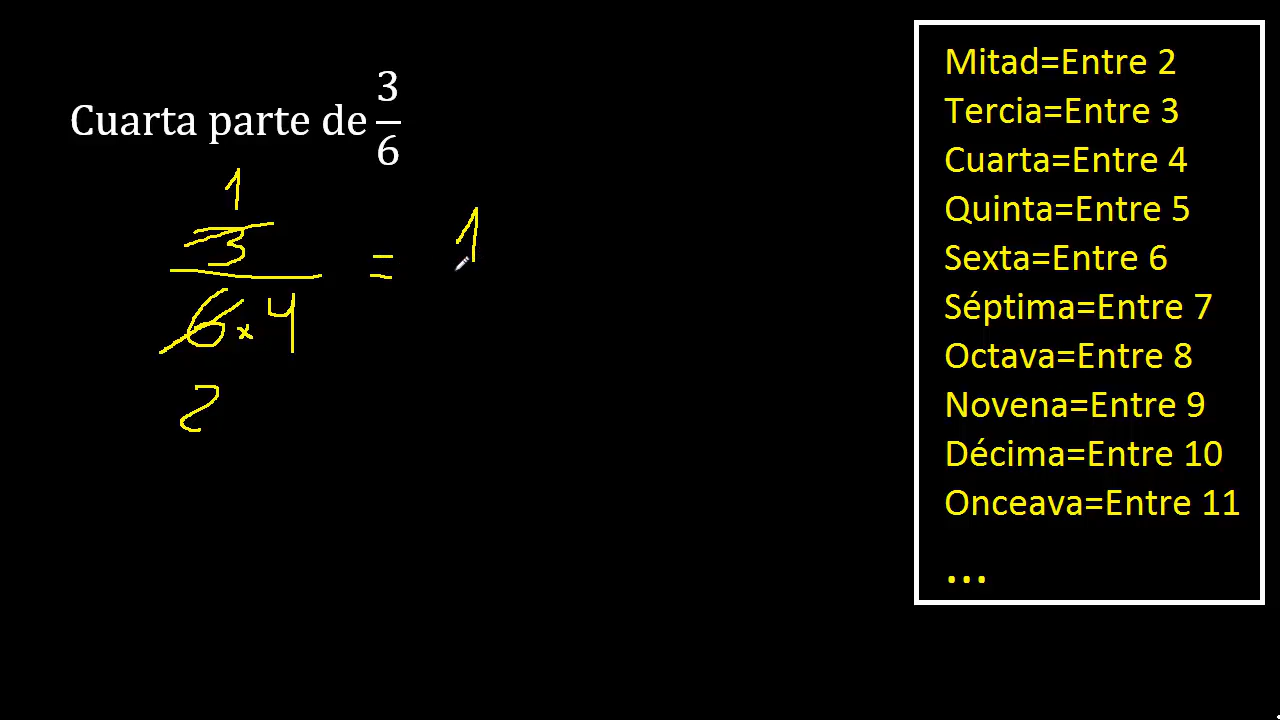 Cuarta parte de 3/6
1
3
6 × 4
2
= 1
Mitad=Entre 2
Tercia=Entre 3
Cuarta=Entre 4
Quinta=Entre 5
Sexta=Entre 6
Séptima=Entre 7
Octava=Entre 8
Novena=Entre 9
Décima=Entre 10
Onceava=Entre 11
...